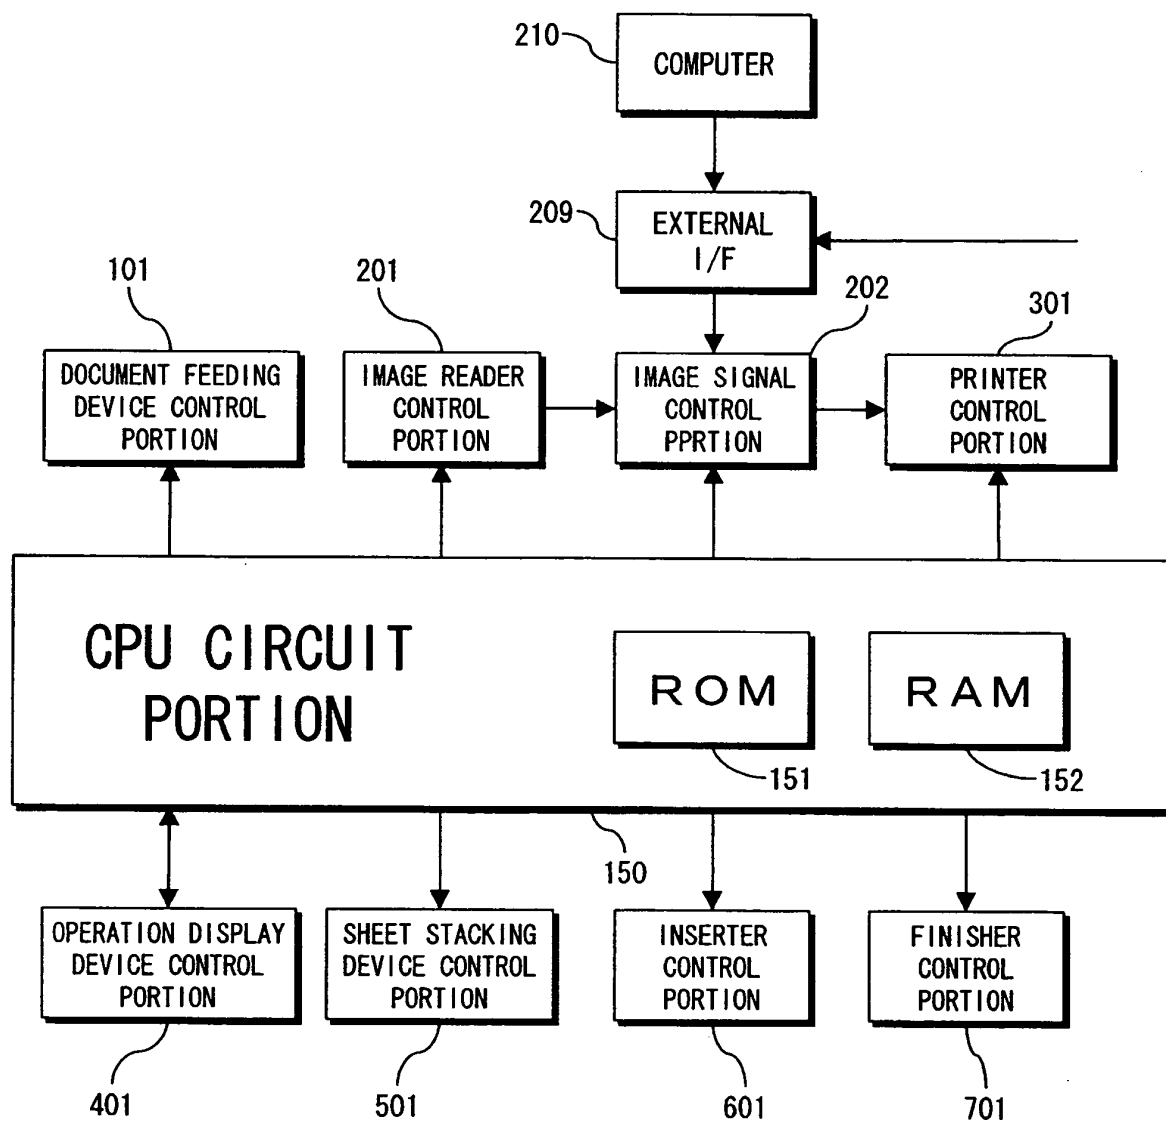 210
COMPUTER
209
EXTERNAL
I/F
101
201
202
301
DOCUMENT FEEDING
DEVICE CONTROL
PORTION
IMAGE READER
CONTROL
PORTION
IMAGE SIGNAL
CONTROL
PPRTION
PRINTER
CONTROL
PORTION
CPU CIRCUIT
PORTION
ROM
RAM
151
152
150
OPERATION DISPLAY
DEVICE CONTROL
PORTION
SHEET STACKING
DEVICE CONTROL
PORTION
INSERTER
CONTROL
PORTION
FINISHER
CONTROL
PORTION
401
501
601
701